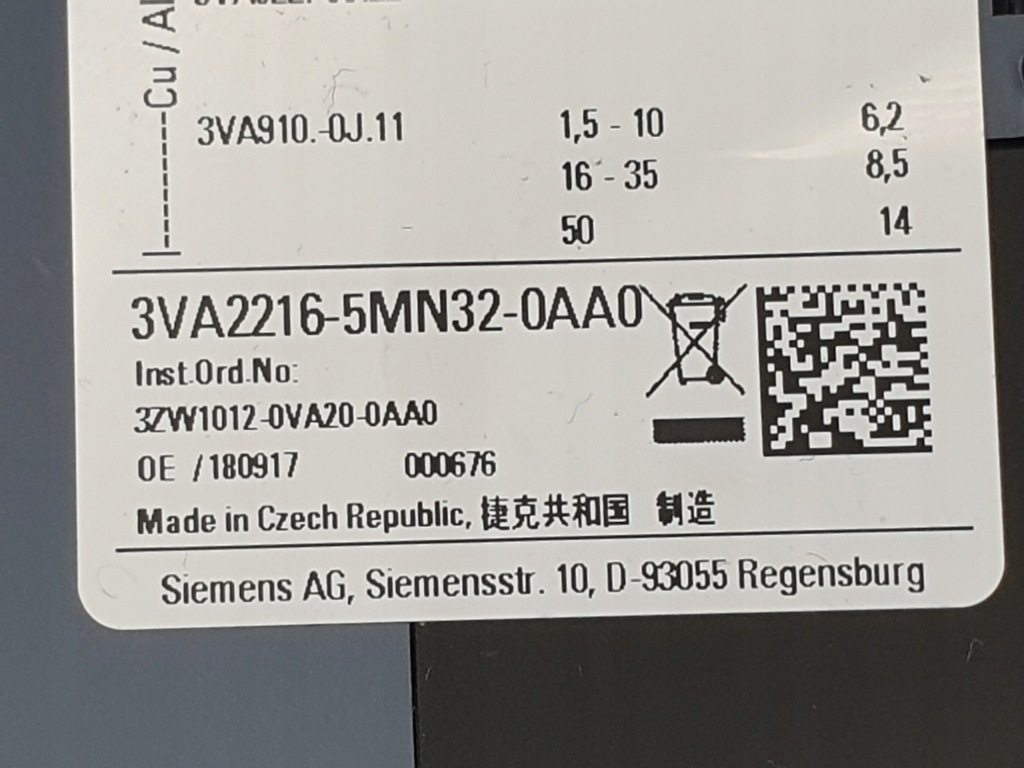 Cu / Al
3VA910.-0J.11 1,5 - 10 6,2
16 - 35 8,5
50 14
3VA2216-5MN32-0AA0
Inst.Ord.No:
3ZW1012-0VA20-0AA0
OE /180917 000676
Made in Czech Republic, 捷克共和国 制造
Siemens AG, Siemensstr. 10, D-93055 Regensburg